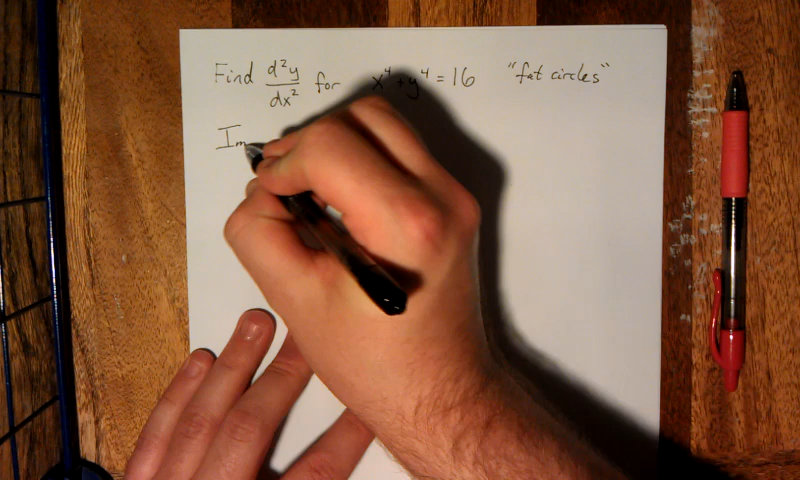 Find d²y/dx² for x⁴+y⁴=16 "fat circles"
Im